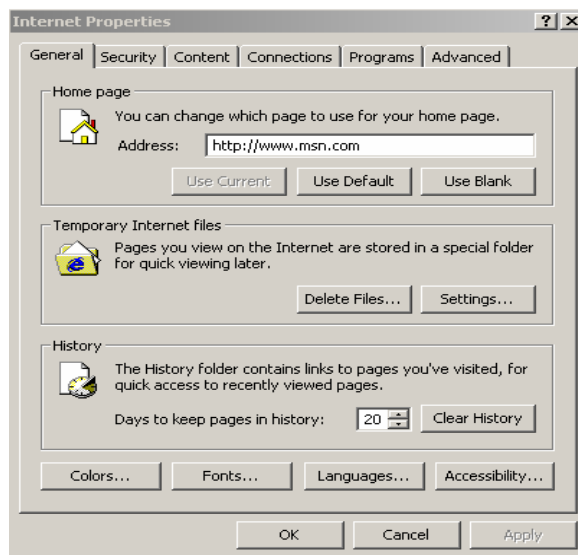 Internet Properties
General Security Content Connections Programs Advanced
Home page
You can change which page to use for your home page.
Address: http://www.msn.com
Use Current Use Default Use Blank
Temporary Internet files
Pages you view on the Internet are stored in a special folder
for quick viewing later.
Delete Files... Settings...
History
The History folder contains links to pages you've visited, for
quick access to recently viewed pages.
Days to keep pages in history: 20 Clear History
Colors... Fonts... Languages... Accessibility...
OK Cancel Apply